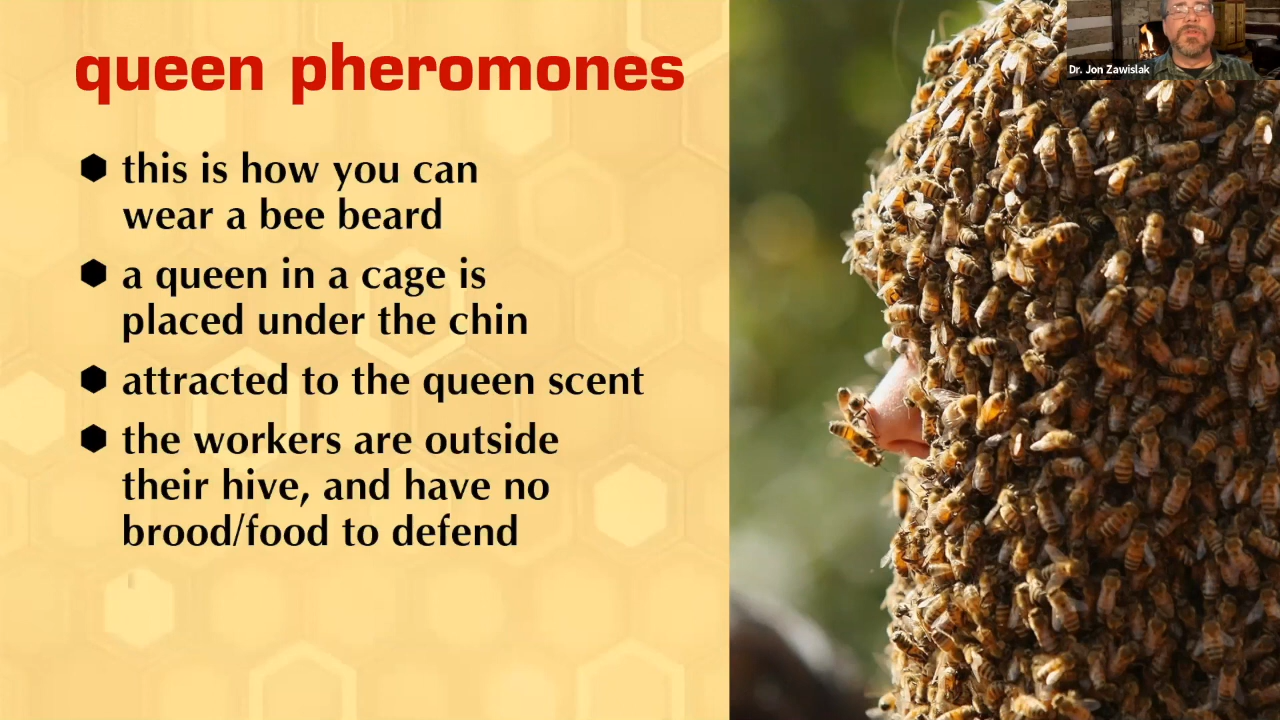 queen pheromones
this is how you can
wear a bee beard
a queen in a cage is
placed under the chin
attracted to the queen scent
the workers are outside
their hive, and have no
brood/food to defend
Dr. Jon Zawislak